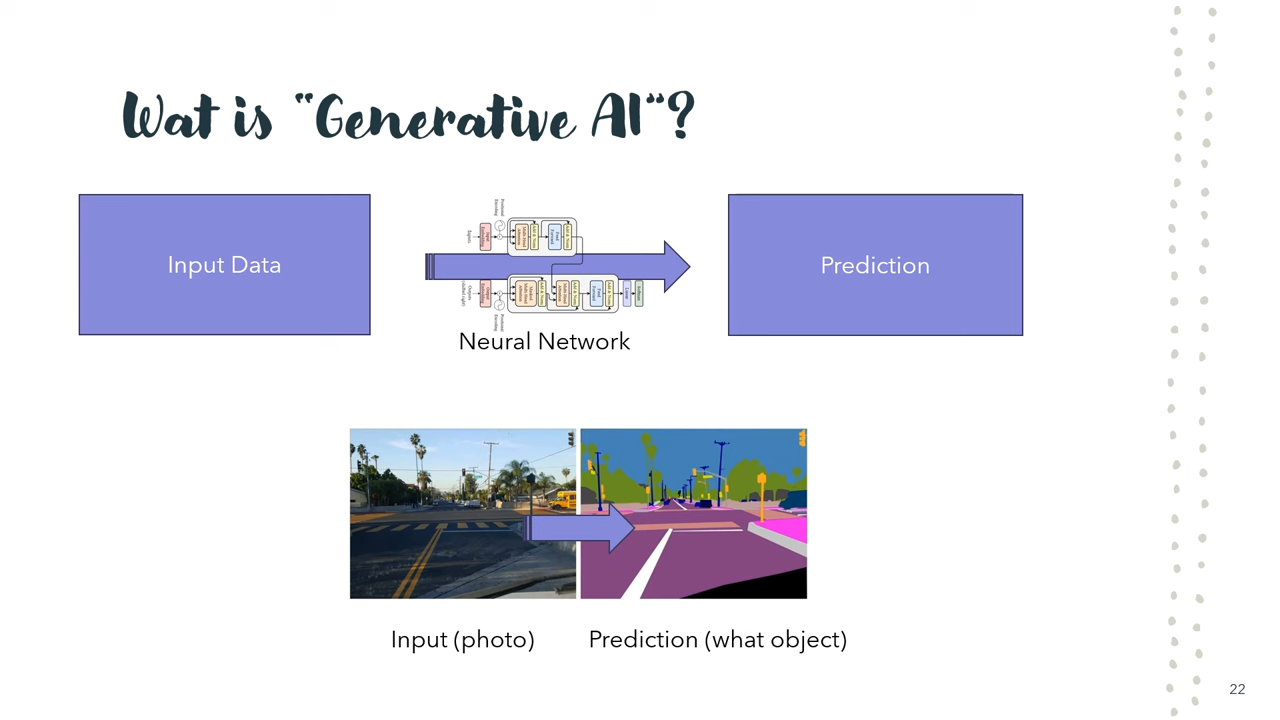 Wat is “Generative AI“?
Input Data
Neural Network
Prediction
Input (photo)
Prediction (what object)
22